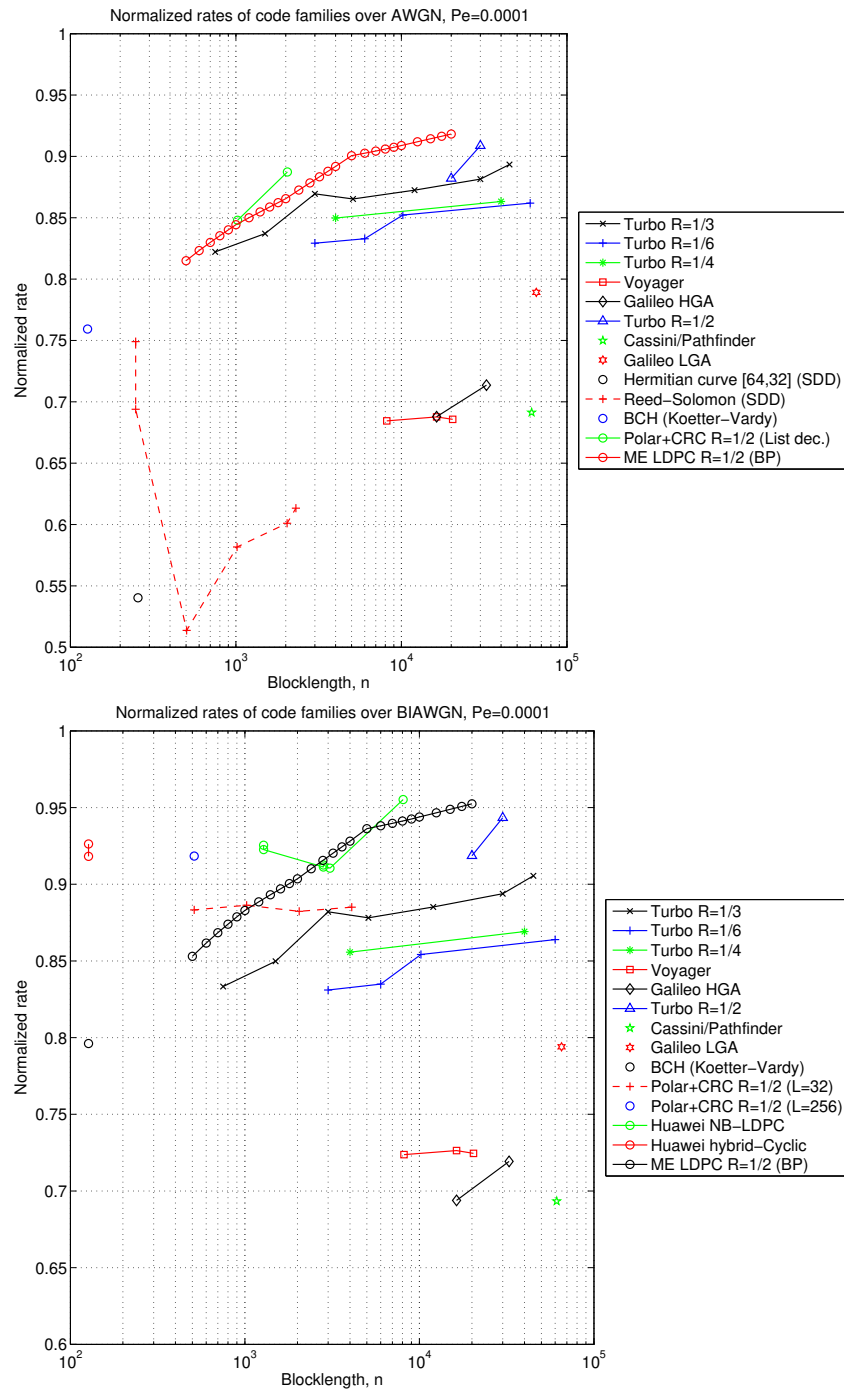 Normalized rates of code families over AWGN, Pe=0.0001
1
0.95
0.9
0.85
0.8
0.75
0.7
0.65
0.6
0.55
0.5
Normalized rate
10^2
10^3
10^4
10^5
Blocklength, n
Turbo R=1/3
Turbo R=1/6
Turbo R=1/4
Voyager
Galileo HGA
Turbo R=1/2
Cassini/Pathfinder
Galileo LGA
Hermitian curve [64,32] (SDD)
Reed−Solomon (SDD)
BCH (Koetter−Vardy)
Polar+CRC R=1/2 (List dec.)
ME LDPC R=1/2 (BP)
Normalized rates of code families over BIAWGN, Pe=0.0001
1
0.95
0.9
0.85
0.8
0.75
0.7
0.65
0.6
Normalized rate
10^2
10^3
10^4
10^5
Blocklength, n
Turbo R=1/3
Turbo R=1/6
Turbo R=1/4
Voyager
Galileo HGA
Turbo R=1/2
Cassini/Pathfinder
Galileo LGA
BCH (Koetter−Vardy)
Polar+CRC R=1/2 (L=32)
Polar+CRC R=1/2 (L=256)
Huawei NB−LDPC
Huawei hybrid−Cyclic
ME LDPC R=1/2 (BP)